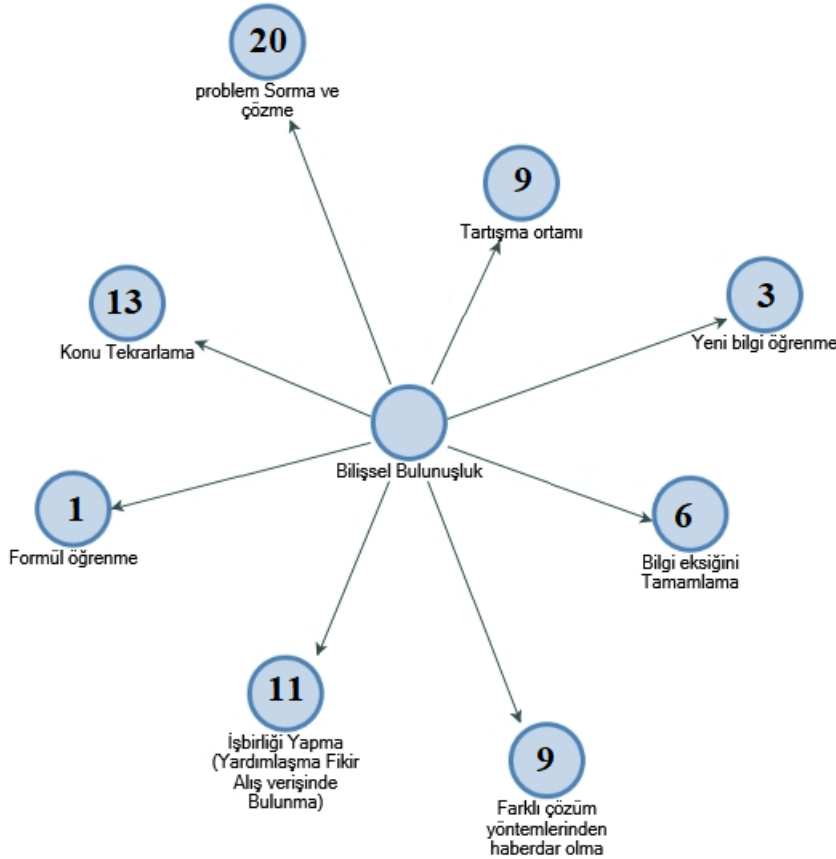 20
problem Sorma ve
çözme
9
Tartışma ortamı
3
Yeni bilgi öğrenme
13
Konu Tekrarlama
Bilişsel Bulunuşluk
1
Formül öğrenme
6
Bilgi eksiğini
Tamamlama
11
İşbirliği Yapma
(Yardımlaşma Fikir
Alış verişinde
Bulunma)
9
Farklı çözüm
yöntemlerinden
haberdar olma